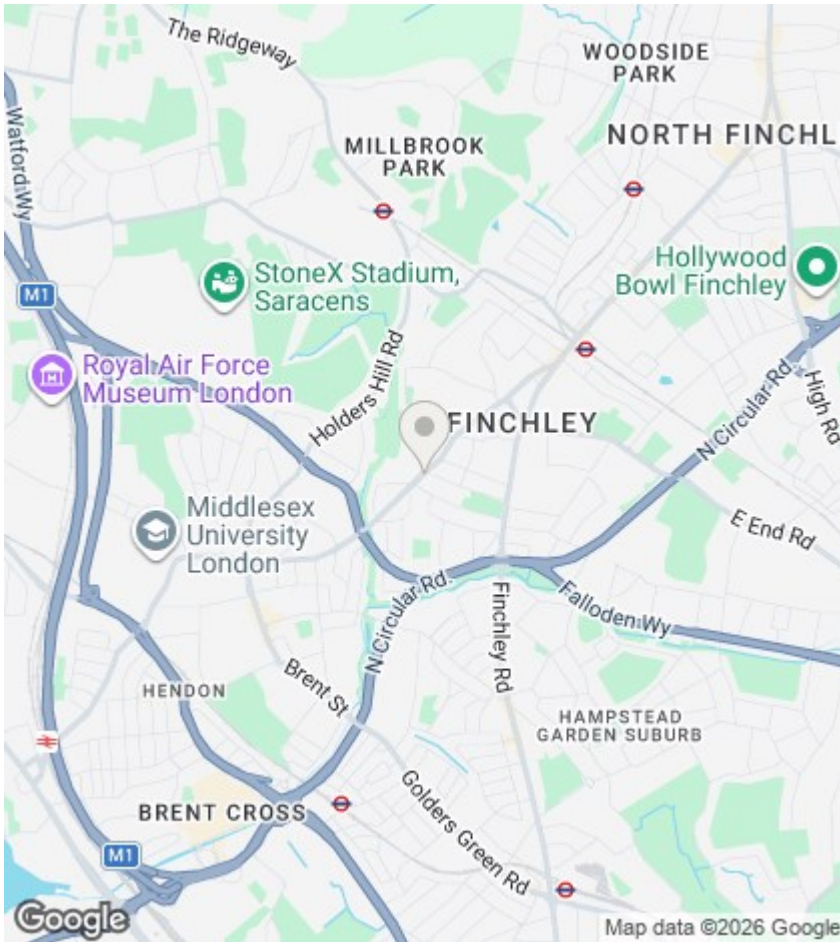 The Ridgeway
WOODSIDE
PARK
NORTH FINCHL
MILLBROOK
PARK
Watford Wy
StoneX Stadium,
Saracens
Hollywood
Bowl Finchley
M1
Royal Air Force
Museum London
Holders Hill Rd
N Circular Rd
High Rd
FINCHLEY
Middlesex
University
London
E End Rd
N Circular Rd
Finchley Rd
Falloden Wy
HENDON
Brent St
HAMPSTEAD
GARDEN SUBURB
BRENT CROSS
Golders Green Rd
M1
Google
Map data ©2026 Google